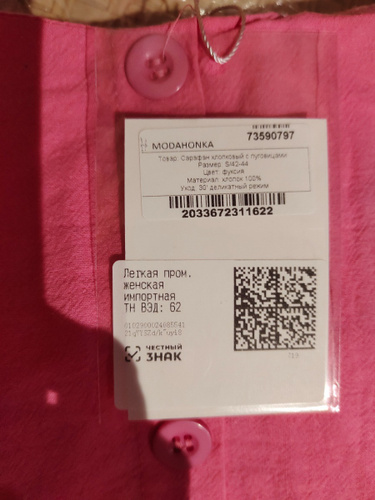 73590797
MODAHONKA
Товар: Сарафан хлопковый с пуговицами
Размер: S/42-44
Цвет: фуксия
Материал: хлопок 100%
Уход: 30° деликатный режим
2033672311622
Легкая пром.
женская
импортная
ТН ВЭД: 62
ЧЕСТНЫЙ
ЗНАК